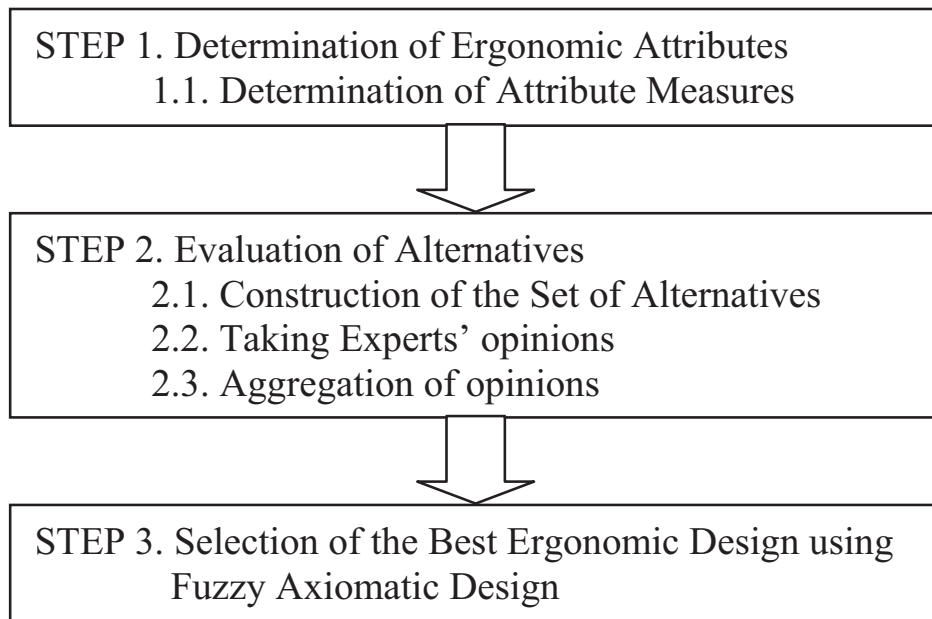 STEP 1. Determination of Ergonomic Attributes
1.1. Determination of Attribute Measures
STEP 2. Evaluation of Alternatives
2.1. Construction of the Set of Alternatives
2.2. Taking Experts’ opinions
2.3. Aggregation of opinions
STEP 3. Selection of the Best Ergonomic Design using
Fuzzy Axiomatic Design